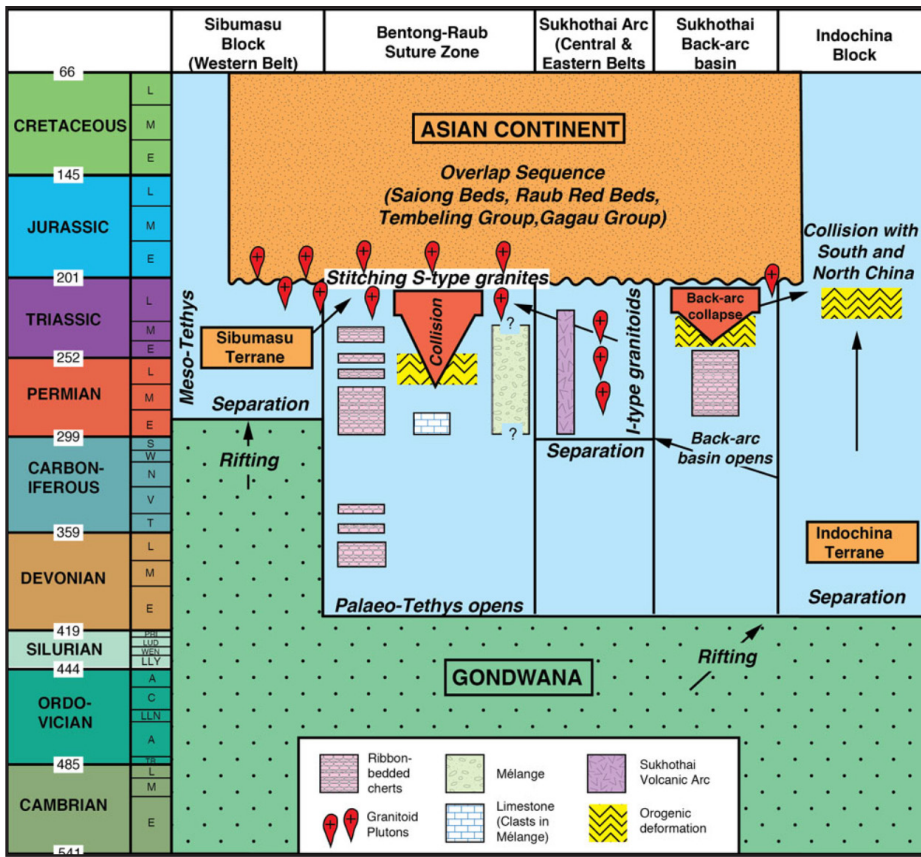 Sibumasu
Block
(Western Belt)
Bentong-Raub
Suture Zone
Sukhothai Arc
(Central &
Eastern Belts)
Sukhothai
Back-arc
basin
Indochina
Block
66
CRETACEOUS
L
M
E
145
JURASSIC
L
M
E
201
TRIASSIC
L
M
E
252
PERMIAN
L
M
E
299
CARBON-
IFEROUS
S
W
N
V
T
359
DEVONIAN
L
M
E
419
SILURIAN
PRI
LUD
WEN
LLY
444
ORDO-
VICIAN
A
C
LLN
A
TR
485
CAMBRIAN
L
M
E
541
ASIAN CONTINENT
Overlap Sequence
(Saiong Beds, Raub Red Beds,
Tembeling Group,Gagau Group)
Stitching S-type granites
Meso-Tethys
Sibumasu
Terrane
Separation
Rifting
Collision
?
?
I-type granitoids
Separation
Back-arc
collapse
Back-arc
basin opens
Collision with
South and
North China
Indochina
Terrane
Separation
Palaeo-Tethys opens
Rifting
GONDWANA
Ribbon-
bedded
cherts
Mélange
Sukhothai
Volcanic Arc
Granitoid
Plutons
Limestone
(Clasts in
Mélange)
Orogenic
deformation